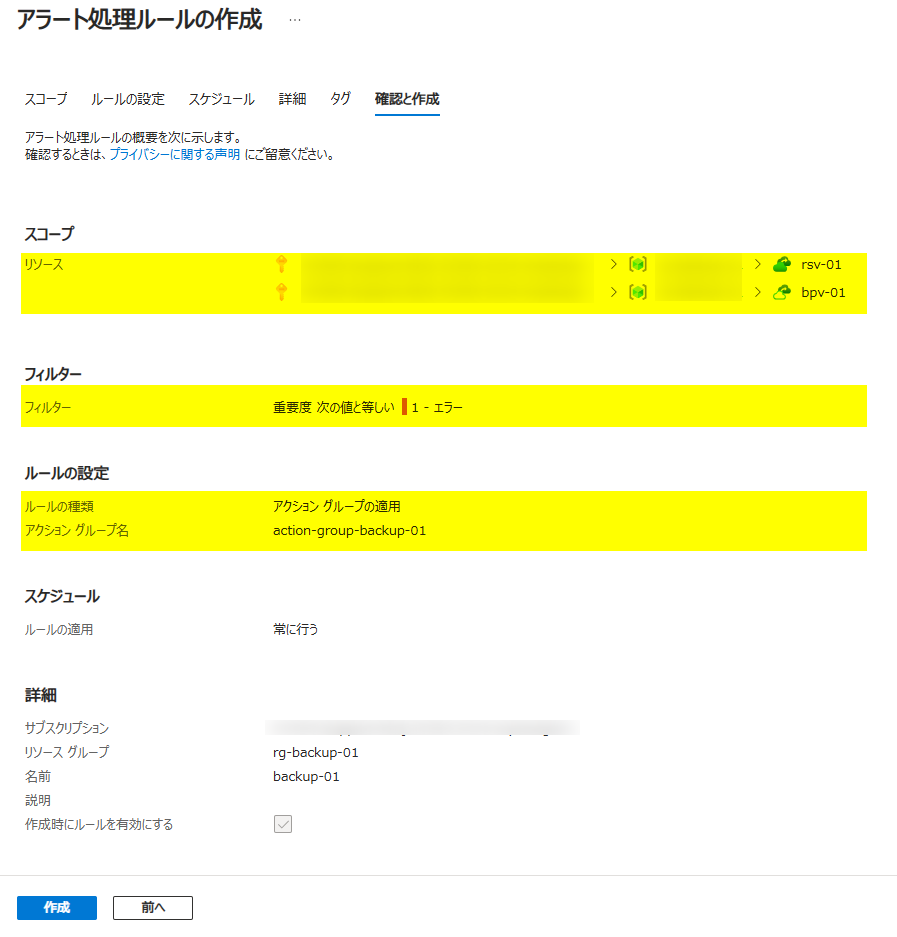 アラート処理ルールの作成 …
スコープ ルールの設定 スケジュール 詳細 タグ 確認と作成
アラート処理ルールの概要を次に示します。
確認するときは、プライバシーに関する声明 にご留意ください。
スコープ
リソース > > rsv-01
> > bpv-01
フィルター
フィルター 重要度 次の値と等しい 1 - エラー
ルールの設定
ルールの種類 アクション グループの適用
アクション グループ名 action-group-backup-01
スケジュール
ルールの適用 常に行う
詳細
サブスクリプション
リソース グループ rg-backup-01
名前 backup-01
説明
作成時にルールを有効にする
作成 前へ